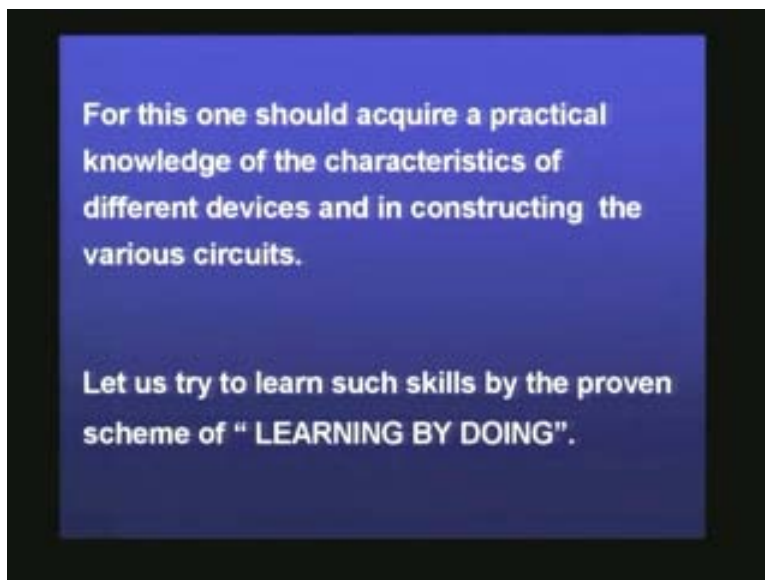 For this one should acquire a practical
knowledge of the characteristics of
different devices and in constructing  the
various circuits.
Let us try to learn such skills by the proven
scheme of “ LEARNING BY DOING”.